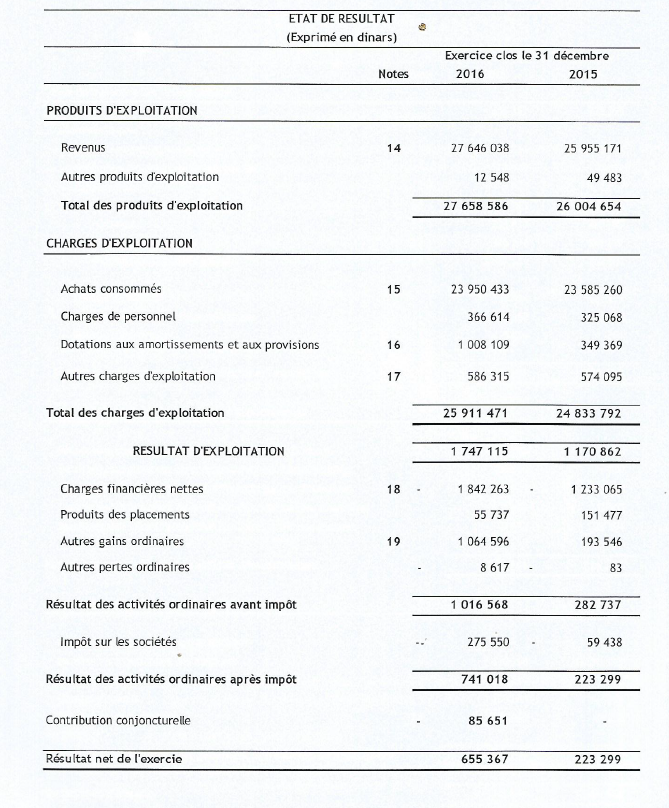 ETAT DE RESULTAT
(Exprimé en dinars)
Exercice clos le 31 décembre
Notes 2016 2015
PRODUITS D'EXPLOITATION
Revenus 14 27 646 038 25 955 171
Autres produits d'exploitation 12 548 49 483
Total des produits d'exploitation 27 658 586 26 004 654
CHARGES D'EXPLOITATION
Achats consommés 15 23 950 433 23 585 260
Charges de personnel 366 614 325 068
Dotations aux amortissements et aux provisions 16 1 008 109 349 369
Autres charges d'exploitation 17 586 315 574 095
Total des charges d'exploitation 25 911 471 24 833 792
RESULTAT D'EXPLOITATION 1 747 115 1 170 862
Charges financières nettes 18 - 1 842 263 - 1 233 065
Produits des placements 55 737 151 477
Autres gains ordinaires 19 1 064 596 193 546
Autres pertes ordinaires - 8 617 - 83
Résultat des activités ordinaires avant impôt 1 016 568 282 737
Impôt sur les sociétés - 275 550 - 59 438
Résultat des activités ordinaires après impôt 741 018 223 299
Contribution conjoncturelle - 85 651 -
Résultat net de l'exercie 655 367 223 299